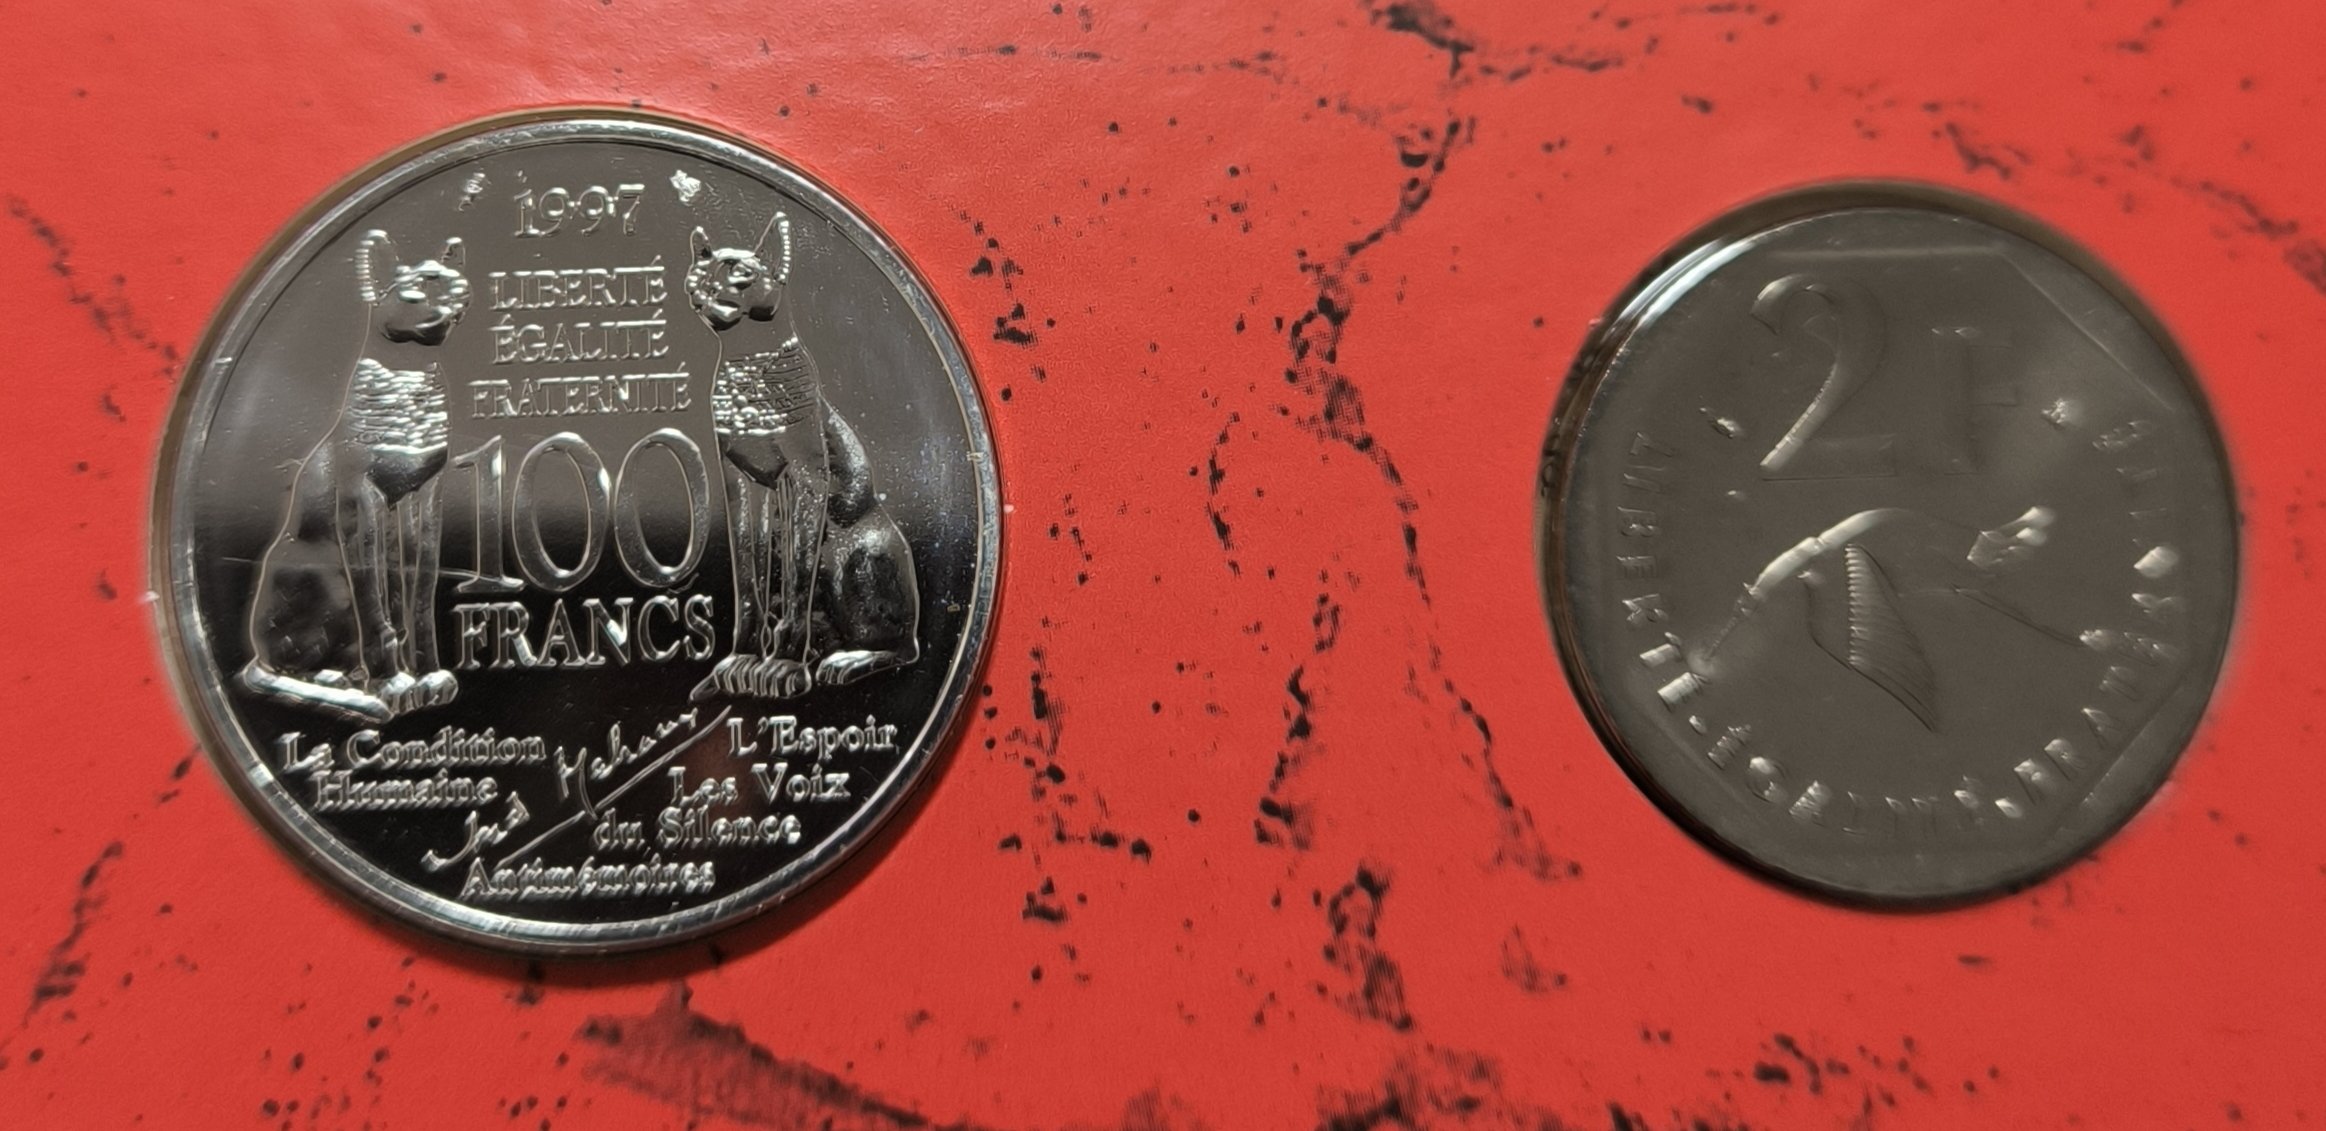 1997
LIBERTÉ
ÉGALITÉ
FRATERNITÉ
100
FRANCS
La Condition
Humaine
L'Espoir
Les Voix
du Silence
Antimémoires
2F
LIBERTÉ·ÉGALITÉ·FRATERNITÉ